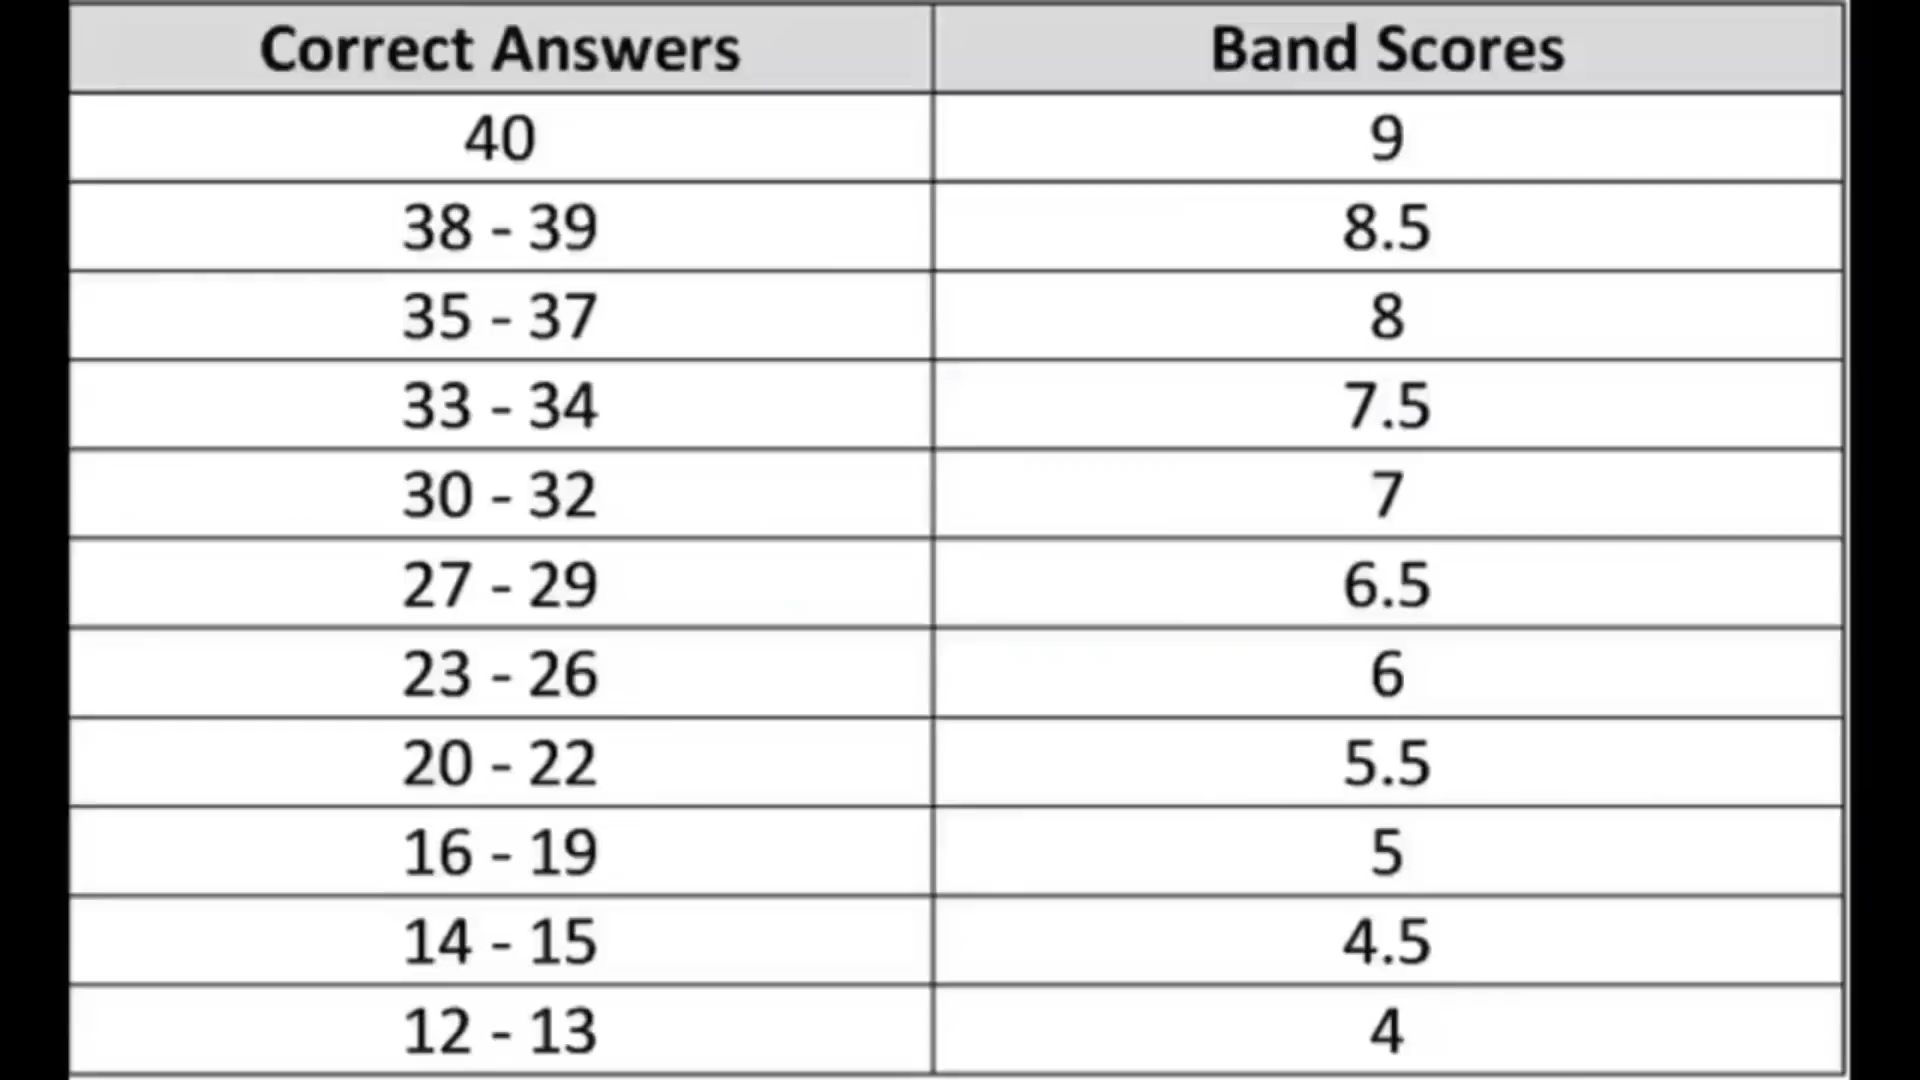 Correct Answers Band Scores
40 9
38 - 39 8.5
35 - 37 8
33 - 34 7.5
30 - 32 7
27 - 29 6.5
23 - 26 6
20 - 22 5.5
16 - 19 5
14 - 15 4.5
12 - 13 4